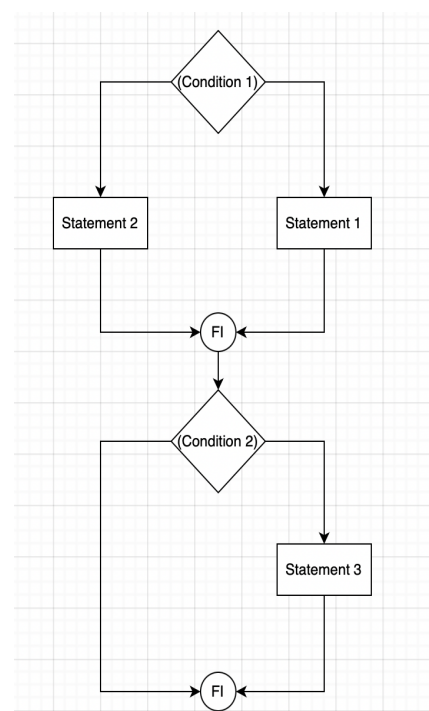 (Condition 1)
Statement 2
Statement 1
FI
(Condition 2)
Statement 3
FI